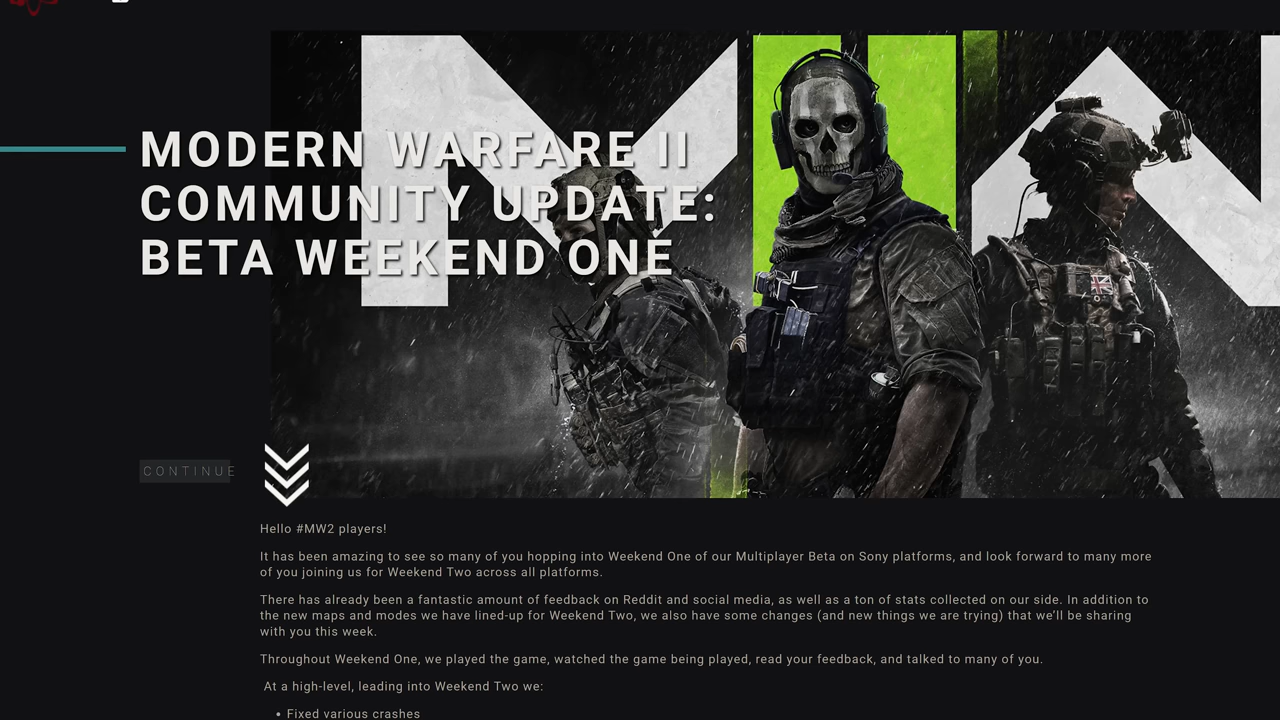 MODERN WARFARE II
COMMUNITY UPDATE:
BETA WEEKEND ONE
CONTINUE
Hello #MW2 players!
It has been amazing to see so many of you hopping into Weekend One of our Multiplayer Beta on Sony platforms, and look forward to many more
of you joining us for Weekend Two across all platforms.
There has already been a fantastic amount of feedback on Reddit and social media, as well as a ton of stats collected on our side. In addition to
the new maps and modes we have lined-up for Weekend Two, we also have some changes (and new things we are trying) that we'll be sharing
with you this week.
Throughout Weekend One, we played the game, watched the game being played, read your feedback, and talked to many of you.
At a high-level, leading into Weekend Two we:
• Fixed various crashes